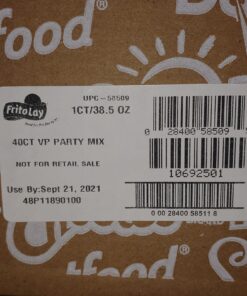 food®
FritoLay
UPC-58509
1CT/38.5 OZ
0 28400 58509
40CT VP PARTY MIX
NOT FOR RETAIL SALE
10692501
Use By:Sept 21, 2021
48P11890100
0 00 28400 58511 8
tfood®